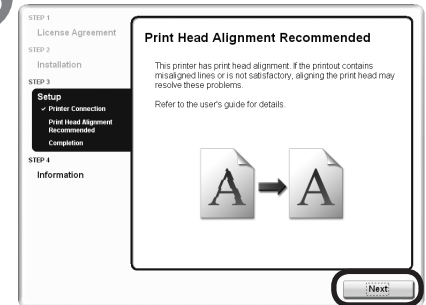 STEP 1
License Agreement
STEP 2
Installation
STEP 3
Setup
✓ Printer Connection
Print Head Alignment
Recommended
Completion
STEP 4
Information
Print Head Alignment Recommended
This printer has print head alignment. If the printout contains
misaligned lines or is not satisfactory, aligning the print head may
resolve these problems.
Refer to the user's guide for details.
A
A
Next